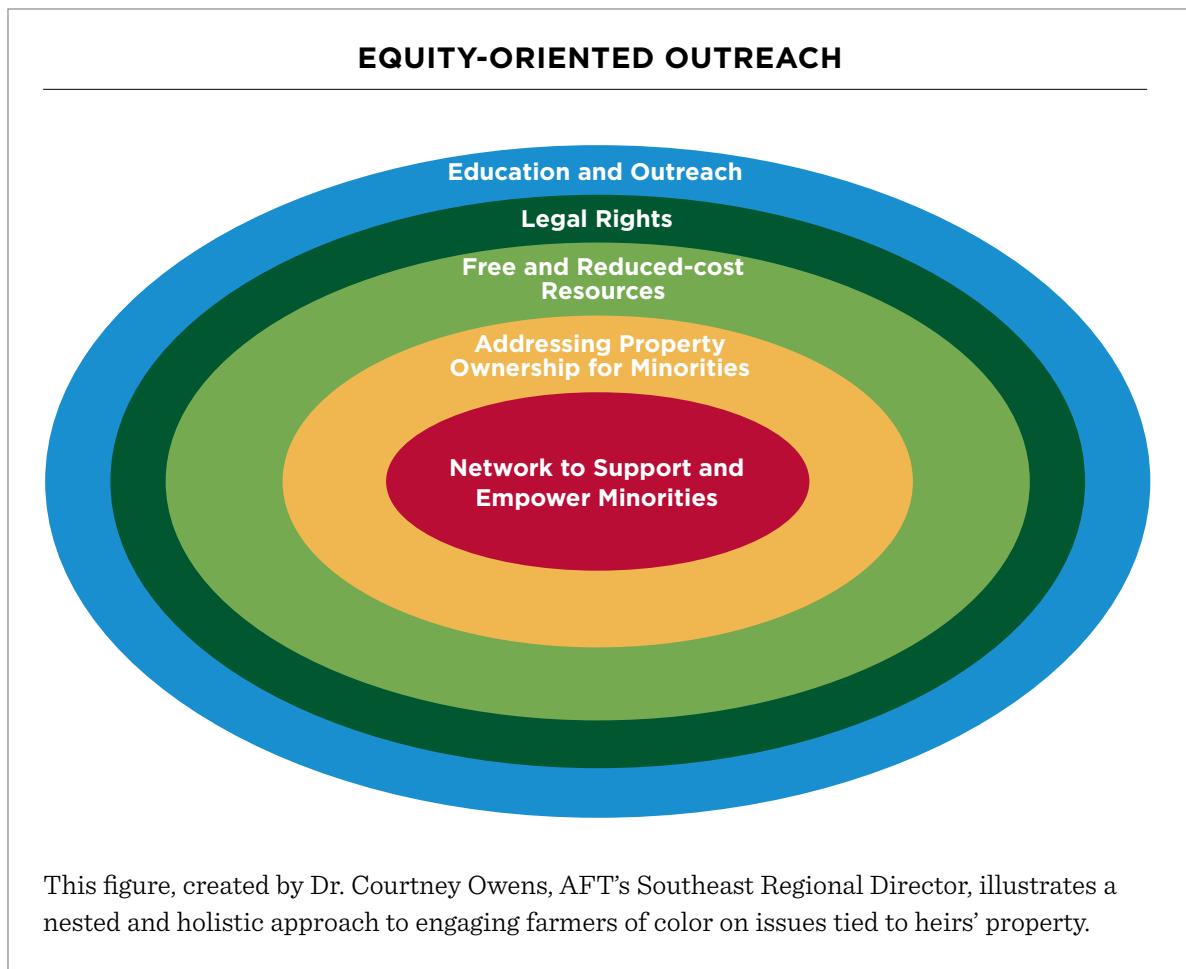 EQUITY-ORIENTED OUTREACH
Education and Outreach
Legal Rights
Free and Reduced-cost
Resources
Addressing Property
Ownership for Minorities
Network to Support and
Empower Minorities
This figure, created by Dr. Courtney Owens, AFT’s Southeast Regional Director, illustrates a
nested and holistic approach to engaging farmers of color on issues tied to heirs’ property.